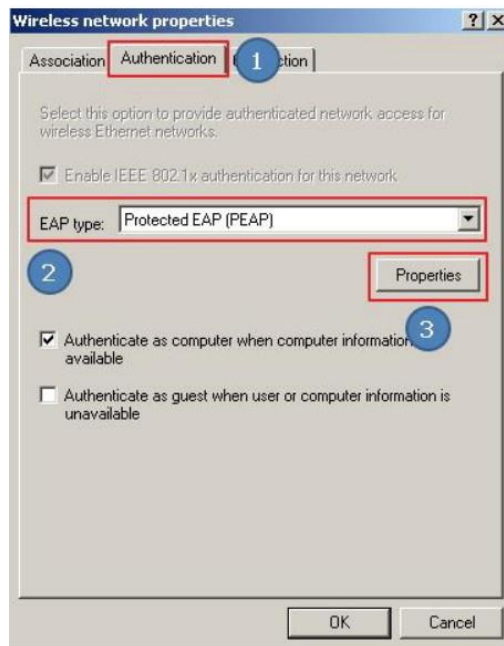 Wireless network properties
Association
Authentication
1
ction
Select this option to provide authenticated network access for
wireless Ethernet networks.
Enable IEEE 802.1x authentication for this network
EAP type:
Protected EAP (PEAP)
2
Properties
3
Authenticate as computer when computer information
available
Authenticate as guest when user or computer information is
unavailable
OK
Cancel